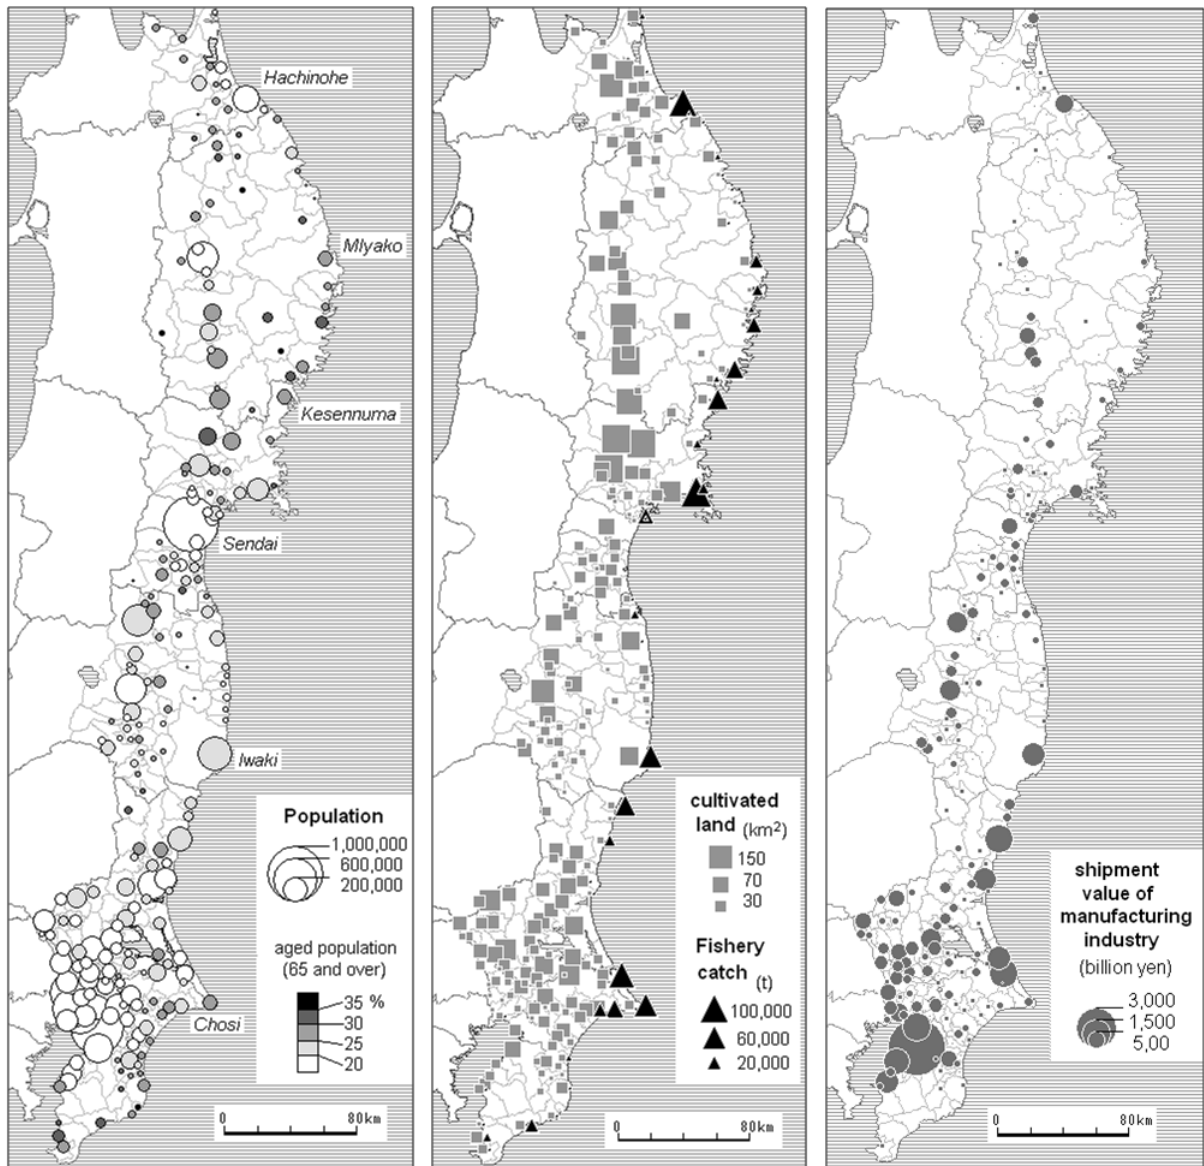 Hachinohe
MIyako
Kesennuma
Sendai
Iwaki
Chosi
Population
1,000,000
600,000
200,000
aged population
(65 and over)
35 %
30
25
20
0 80km
cultivated
land (km2)
150
70
30
Fishery
catch (t)
100,000
60,000
20,000
0 80km
shipment
value of
manufacturing
industry
(billion yen)
3,000
1,500
5,00
0 80km